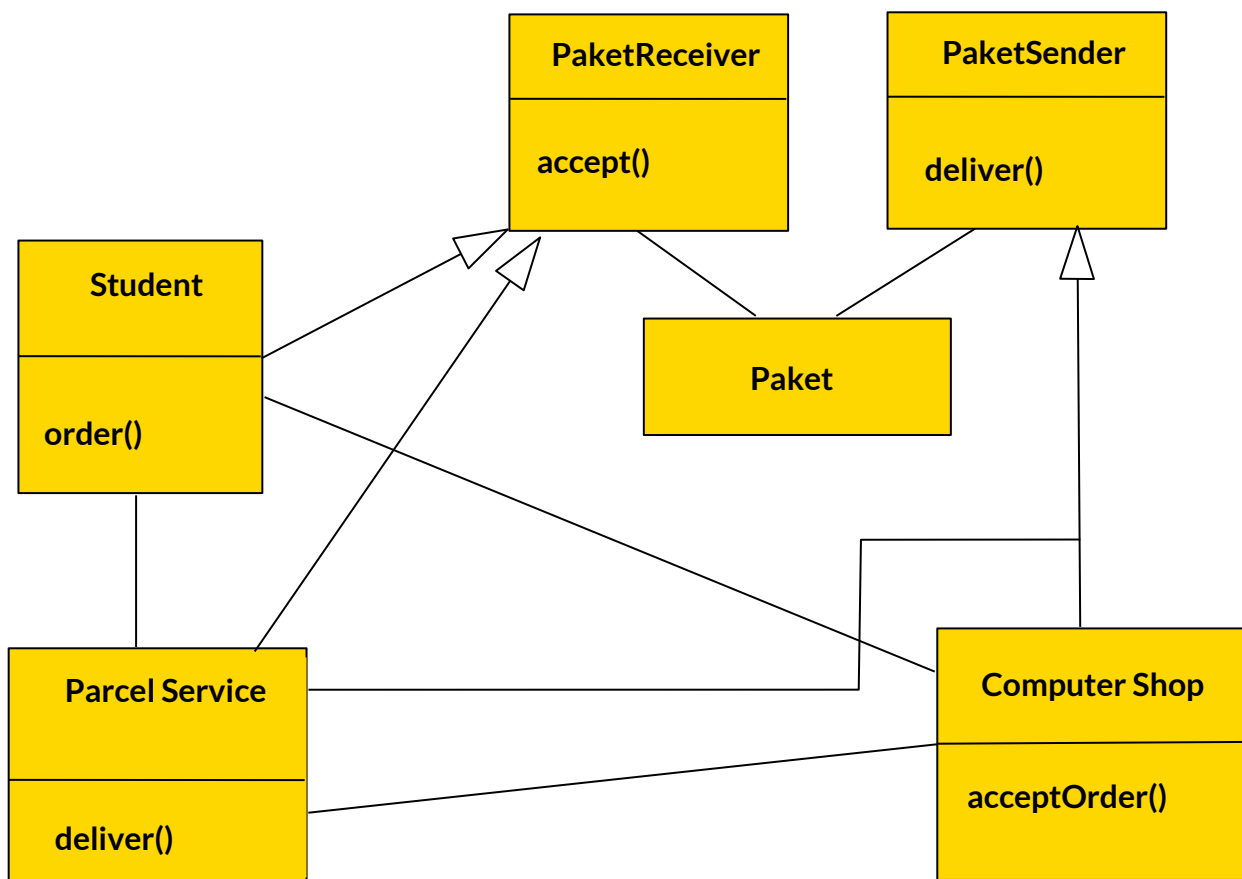 PaketReceiver
accept()
PaketSender
deliver()
Student
order()
Paket
Parcel Service
deliver()
Computer Shop
acceptOrder()